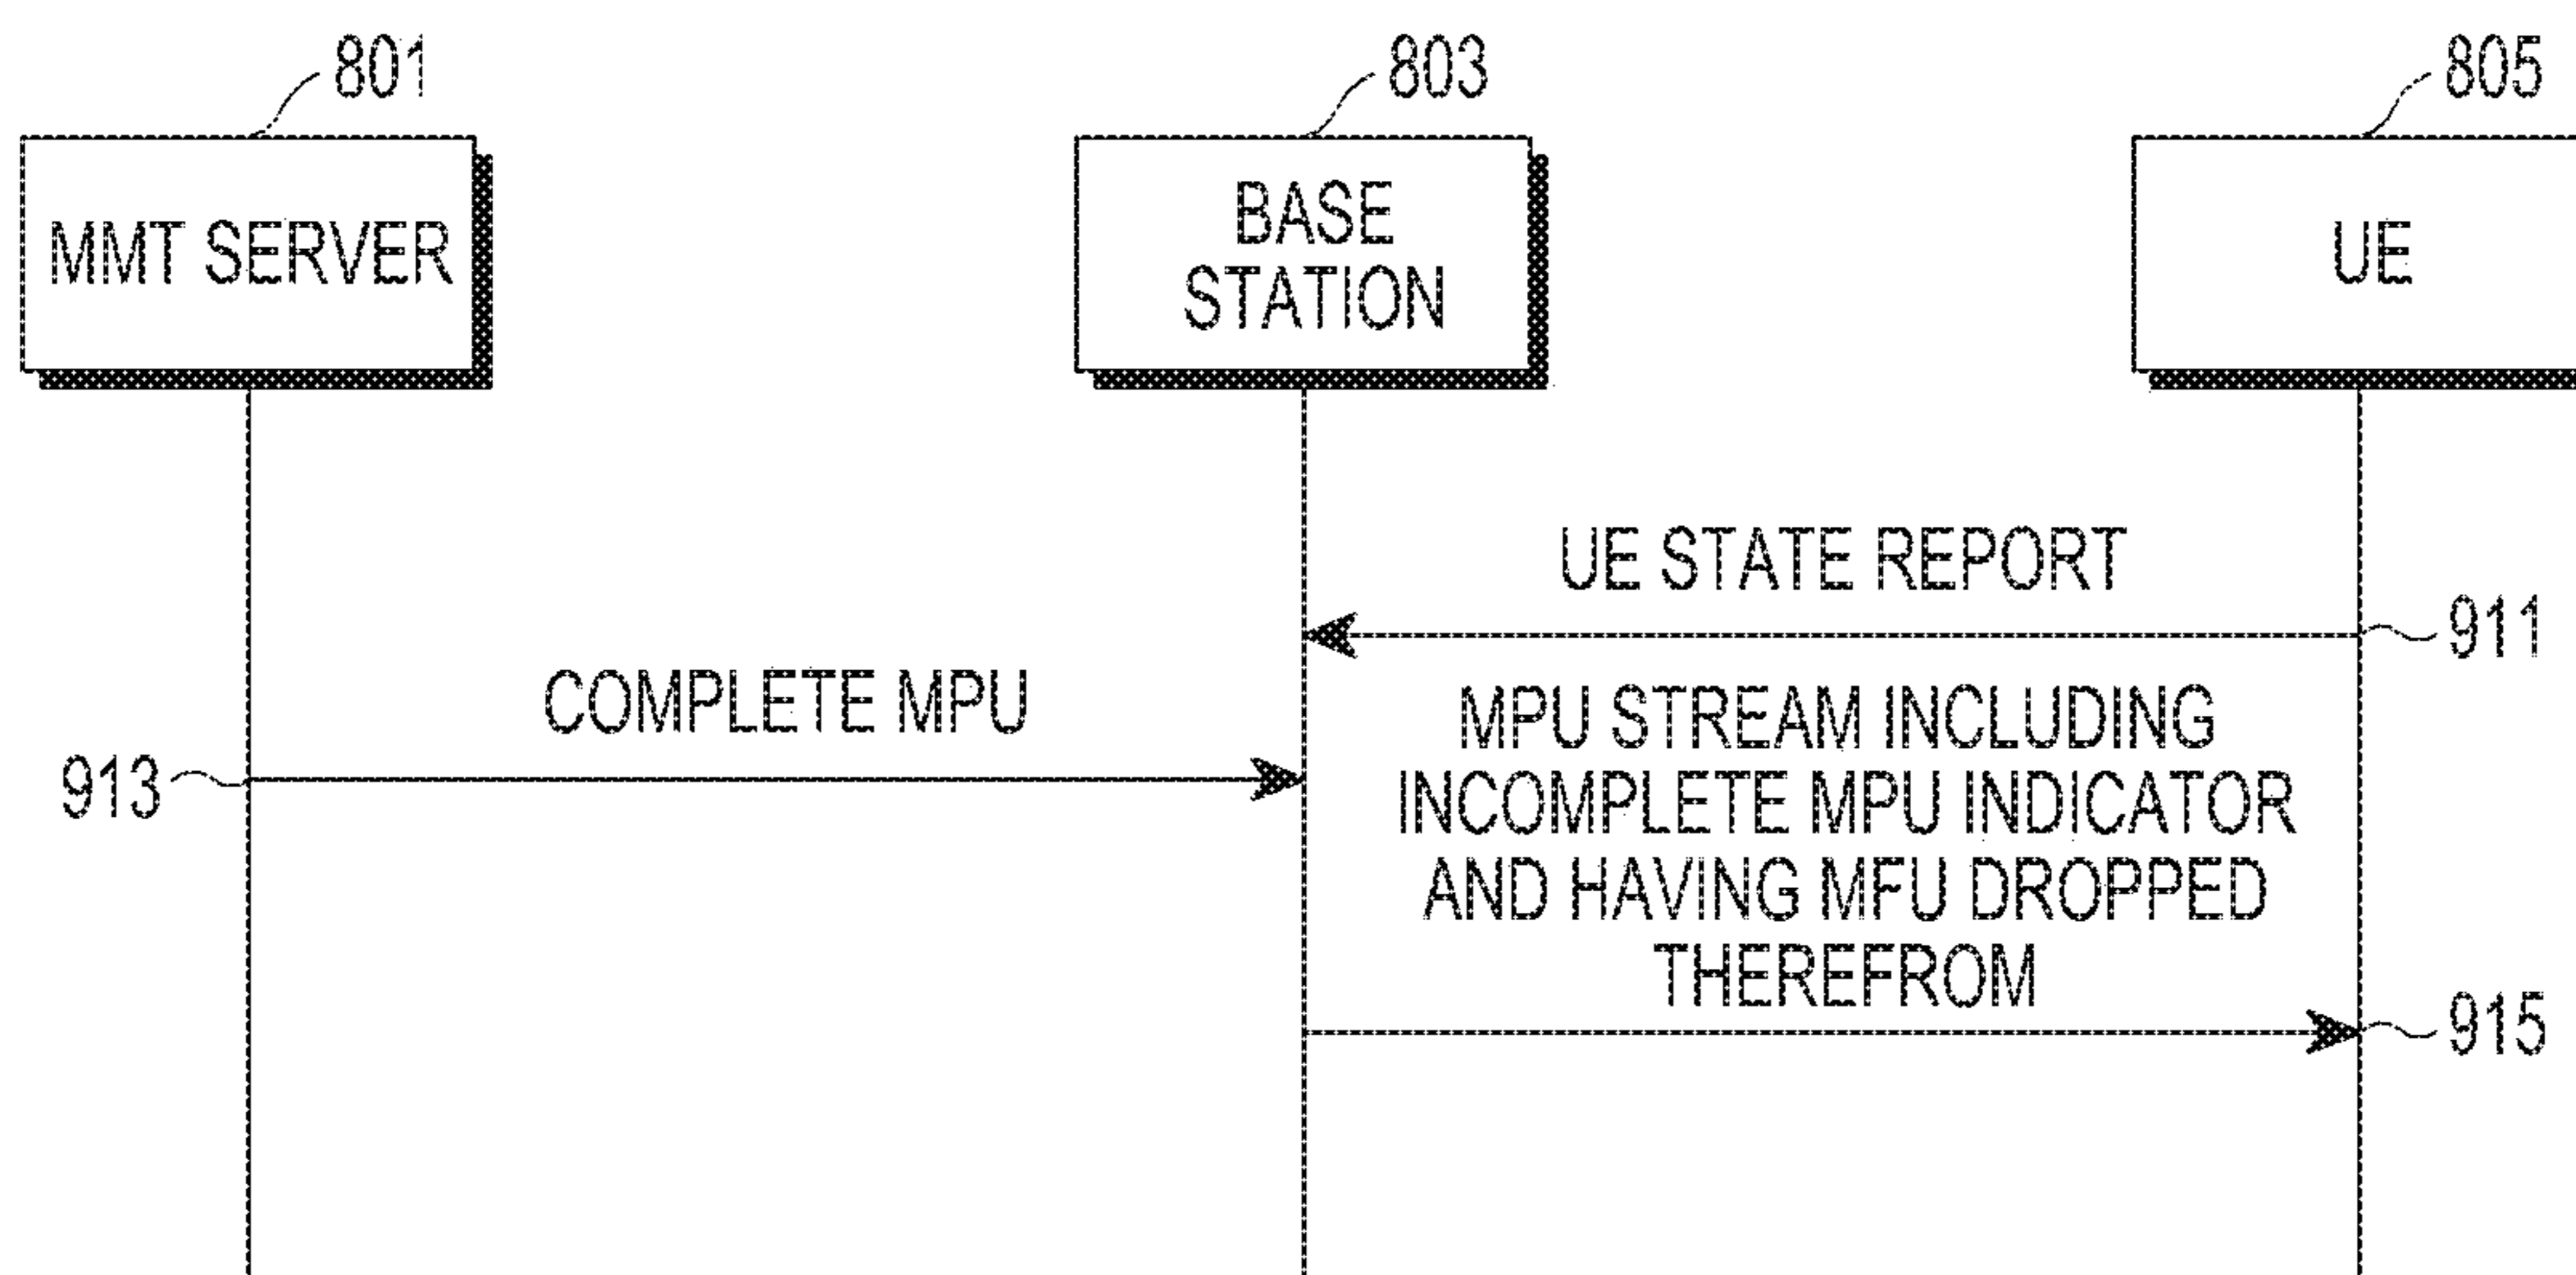 801
803
805
MMT SERVER
BASE
STATION
UE
UE STATE REPORT
911
COMPLETE MPU
913
MPU STREAM INCLUDING
INCOMPLETE MPU INDICATOR
AND HAVING MFU DROPPED
THEREFROM
915